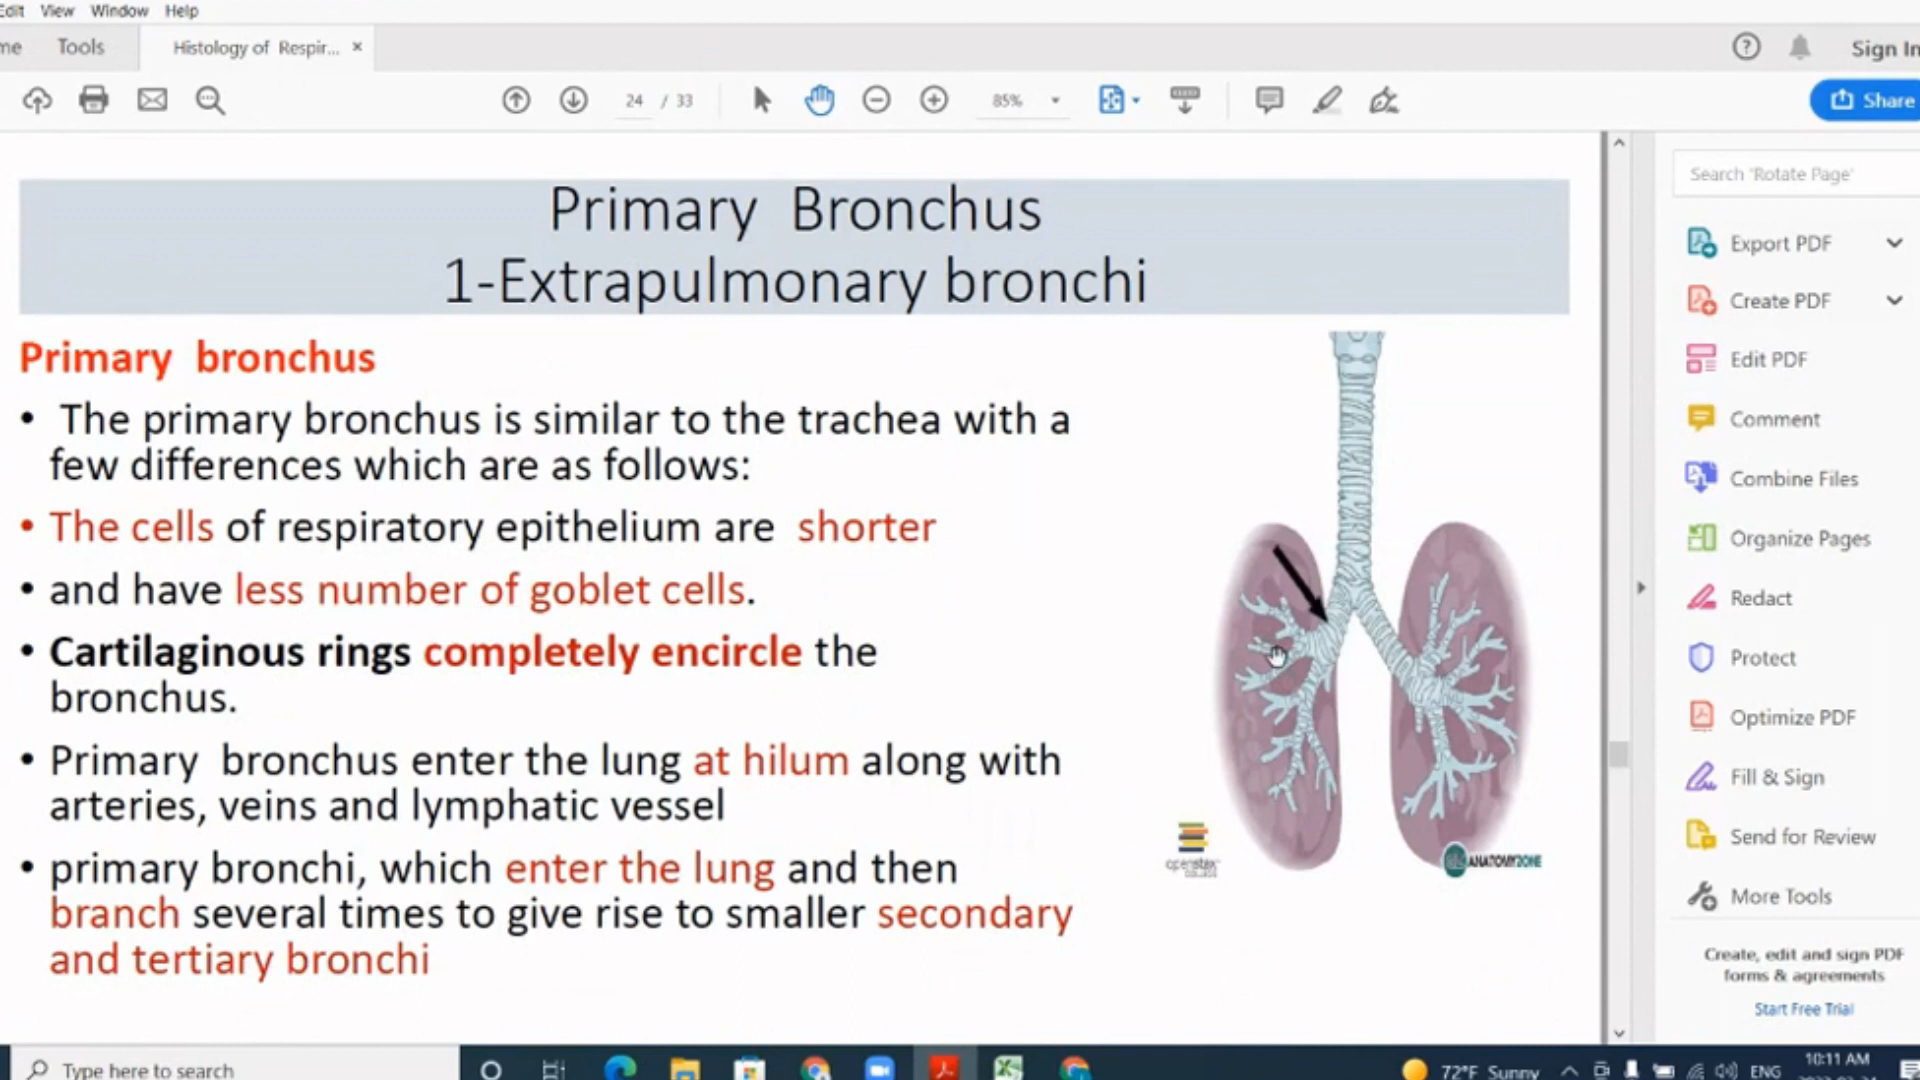 Edit View Window Help
Tools
Histology of Respir... ×
Sign In
24 / 33
85%
Share
Primary Bronchus
1-Extrapulmonary bronchi
Primary bronchus
• The primary bronchus is similar to the trachea with a
few differences which are as follows:
• The cells of respiratory epithelium are shorter
• and have less number of goblet cells.
• Cartilaginous rings completely encircle the
bronchus.
• Primary bronchus enter the lung at hilum along with
arteries, veins and lymphatic vessel
• primary bronchi, which enter the lung and then
branch several times to give rise to smaller secondary
and tertiary bronchi
openstax
COLLEGE
ANATOMYZONE
Search 'Rotate Page'
Export PDF
Create PDF
Edit PDF
Comment
Combine Files
Organize Pages
Redact
Protect
Optimize PDF
Fill & Sign
Send for Review
More Tools
Create, edit and sign PDF
forms & agreements
Start Free Trial
Type here to search
72°F Sunny
ENG
10:11 AM